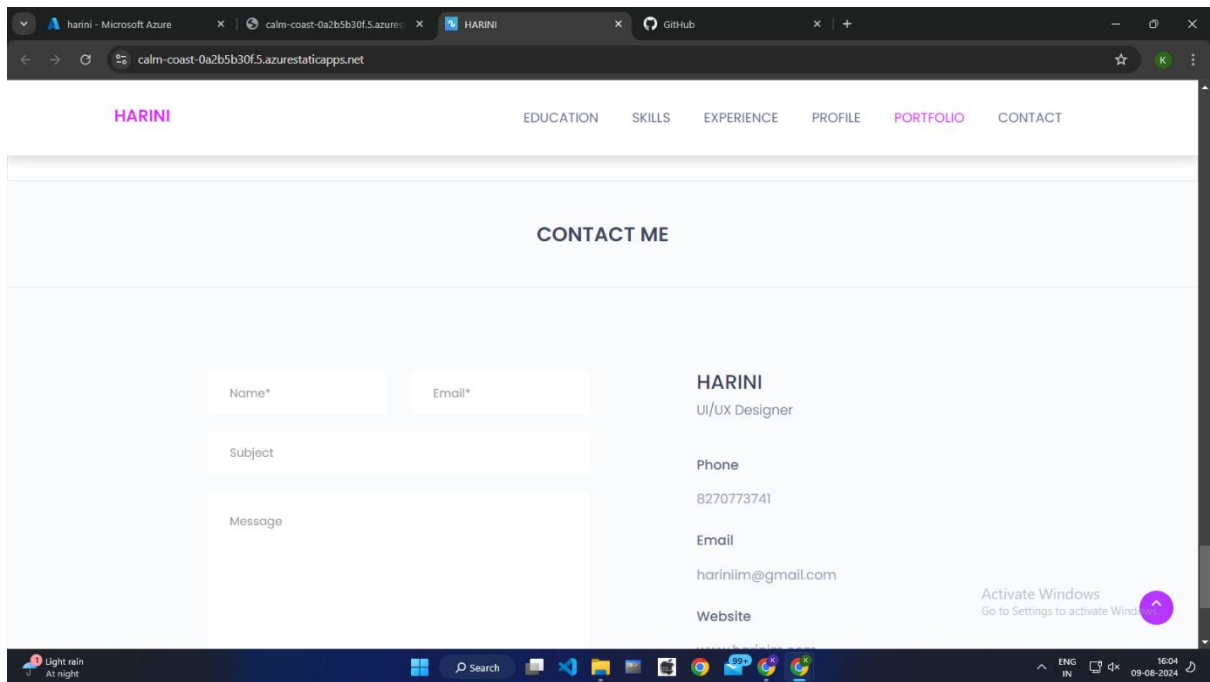 harini - Microsoft Azure
calm-coast-0a2b5b30f.5.azures
HARINI
GitHub
calm-coast-0a2b5b30f.5.azurestaticapps.net
K
HARINI
EDUCATION SKILLS EXPERIENCE PROFILE PORTFOLIO CONTACT
CONTACT ME
Name*
Email*
Subject
Message
HARINI
UI/UX Designer
Phone
8270773741
Email
hariniim@gmail.com
Website
Activate Windows
Go to Settings to activate Windows.
1
Light rain
At night
Search
99+
ENG
IN
16:04
09-08-2024